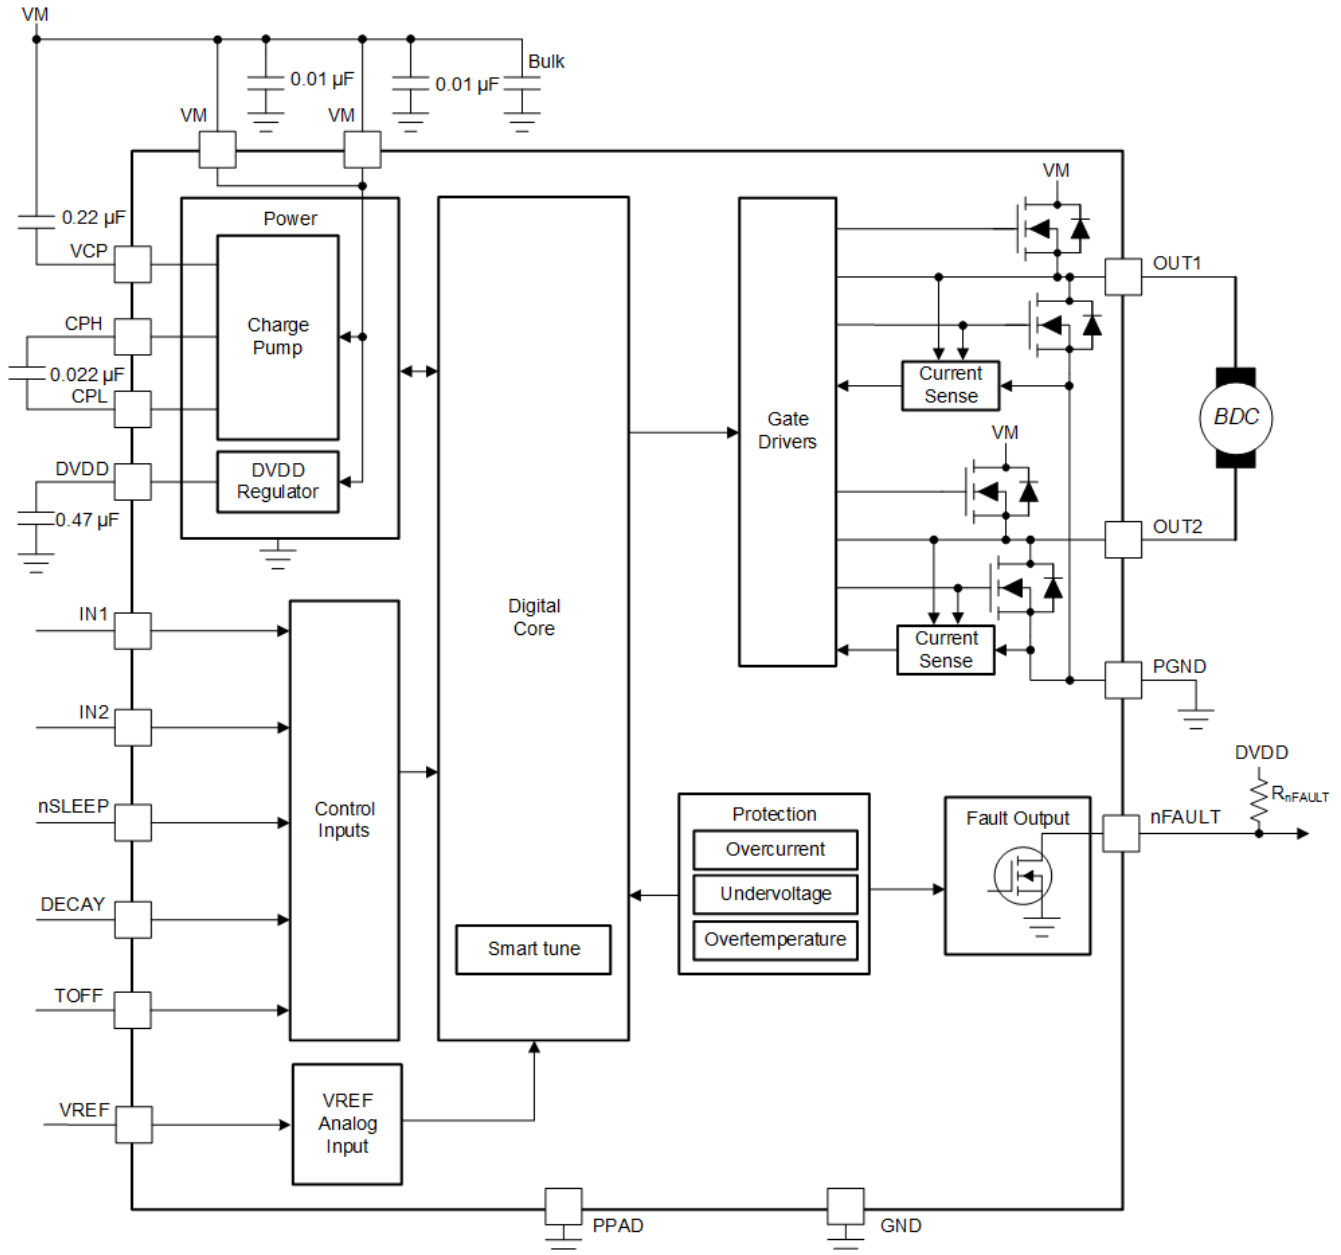 VM
Bulk
0.01 µF
0.01 µF
VM
VM
0.22 µF
Power
VCP
CPH
Charge
Pump
0.022 µF
CPL
DVDD
DVDD
Regulator
0.47 µF
VM
OUT1
Current
Sense
BDC
Gate
Drivers
VM
OUT2
Current
Sense
PGND
IN1
Digital
Core
IN2
nSLEEP
Control
Inputs
DECAY
TOFF
Smart tune
Protection
Overcurrent
Undervoltage
Overtemperature
Fault Output
nFAULT
DVDD
RnFAULT
VREF
VREF
Analog
Input
PPAD
GND